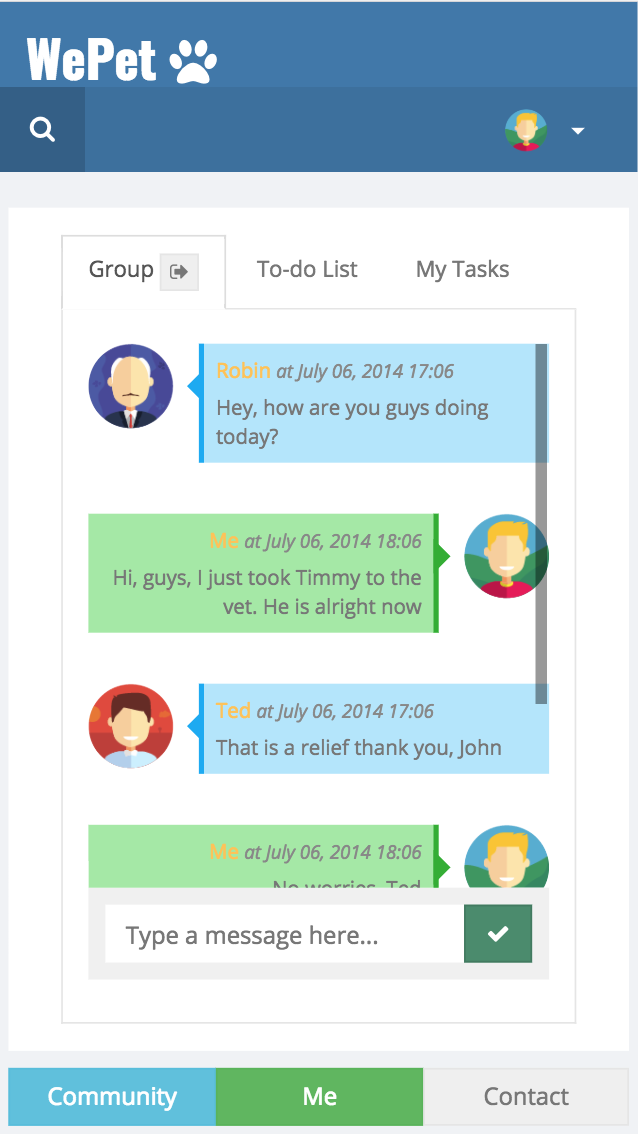 WePet
Group
To-do List
My Tasks
Robin at July 06, 2014 17:06
Hey, how are you guys doing
today?
Me at July 06, 2014 18:06
Hi, guys, I just took Timmy to the
vet. He is alright now
Ted at July 06, 2014 17:06
That is a relief thank you, John
Me at July 06, 2014 18:06
No worries, Ted
Type a message here...
Community
Me
Contact